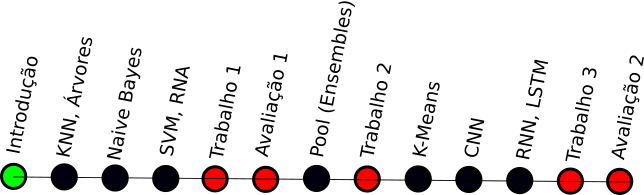 Introdução
KNN, Árvores
Naive Bayes
SVM, RNA
Trabalho 1
Avaliação 1
Pool (Ensembles)
Trabalho 2
K-Means
CNN
RNN, LSTM
Trabalho 3
Avaliação 2